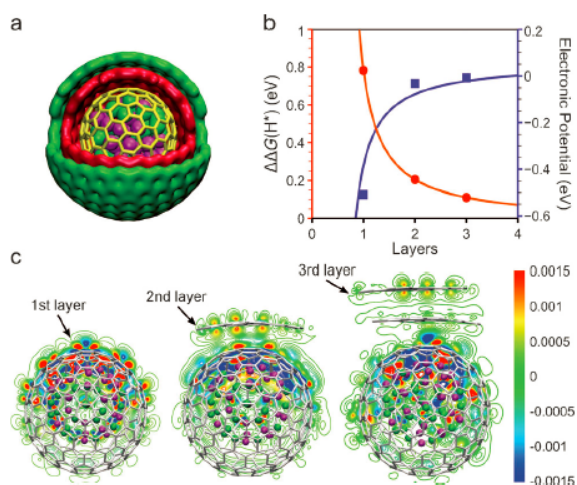 a
b
1
0.8
0.6
0.4
0.2
0
ΔΔG(H*) (eV)
0
1
2
3
4
Layers
0.2
0
−0.2
−0.4
−0.6
Electronic Potential (eV)
c
1st layer
2nd layer
3rd layer
0.0015
0.001
0.0005
0
-0.0005
-0.001
-0.0015